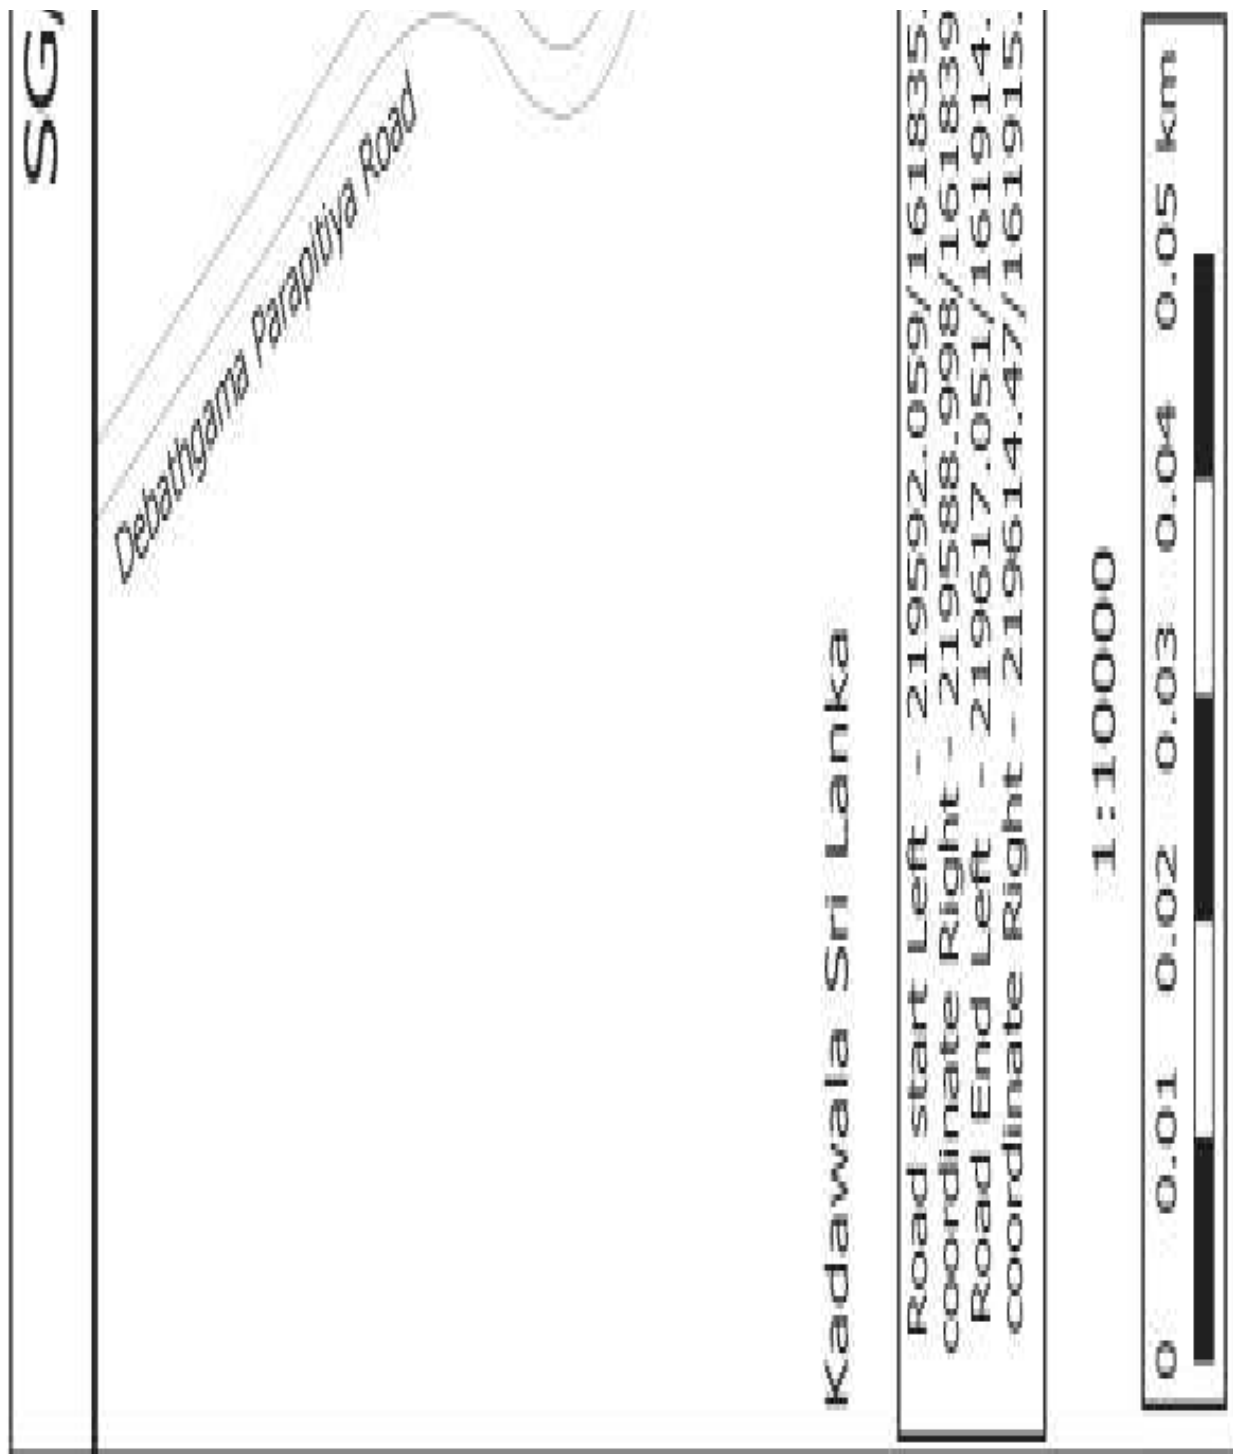 SG/
Debathgama Parapitiya Road
Kadawala Sri Lanka
Road start Left - 219592.059/161835.
coordinate Right - 219588.998/161839
Road End Left - 219617.051/161914.
coordinate Right - 219614.47/161915.
1:10000
0 0.01 0.02 0.03 0.04 0.05 km